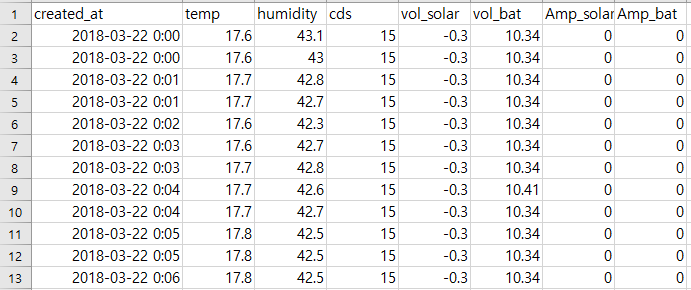 1 created_at temp humidity cds vol_solar vol_bat Amp_solar Amp_bat
2 2018-03-22 0:00 17.6 43.1 15 -0.3 10.34 0 0
3 2018-03-22 0:00 17.6 43 15 -0.3 10.34 0 0
4 2018-03-22 0:01 17.7 42.8 15 -0.3 10.34 0 0
5 2018-03-22 0:01 17.7 42.7 15 -0.3 10.34 0 0
6 2018-03-22 0:02 17.6 42.3 15 -0.3 10.34 0 0
7 2018-03-22 0:03 17.6 42.7 15 -0.3 10.34 0 0
8 2018-03-22 0:03 17.7 42.8 15 -0.3 10.34 0 0
9 2018-03-22 0:04 17.7 42.6 15 -0.3 10.41 0 0
10 2018-03-22 0:04 17.7 42.7 15 -0.3 10.34 0 0
11 2018-03-22 0:05 17.8 42.5 15 -0.3 10.34 0 0
12 2018-03-22 0:05 17.8 42.5 15 -0.3 10.34 0 0
13 2018-03-22 0:06 17.8 42.5 15 -0.3 10.34 0 0